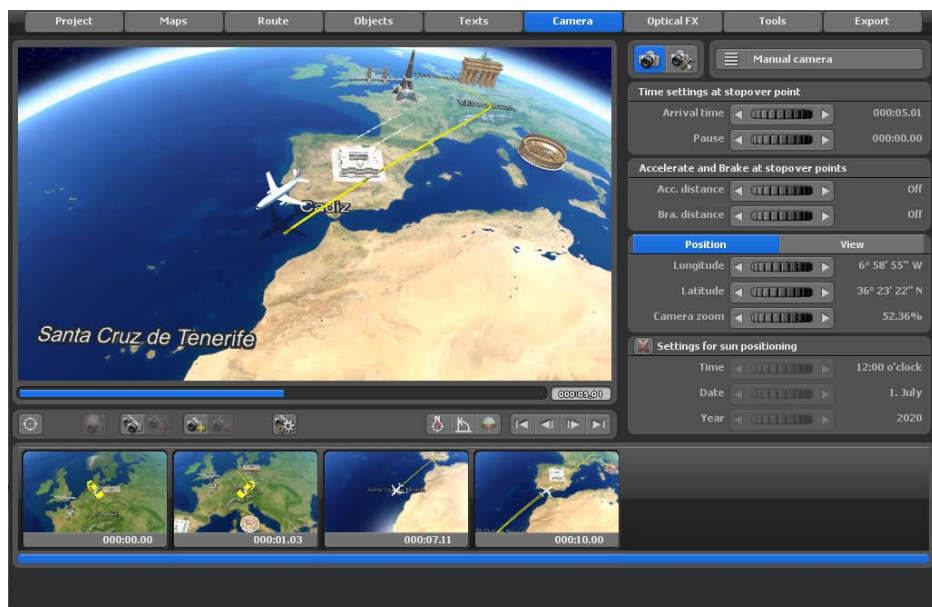 Project Maps Route Objects Texts Camera Optical FX Tools Export
Manual camera
Time settings at stopover point
Arrival time 000:05.01
Pause 000:00.00
Accelerate and Brake at stopover points
Acc. distance Off
Bra. distance Off
Position View
Longitude 6° 58' 55" W
Latitude 36° 23' 22" N
Camera zoom 52.36%
Settings for sun positioning
Time 12:00 o'clock
Date 1. July
Year 2020
Cadiz
Santa Cruz de Tenerife
000:05.01
N
000:00.00 000:01.03 000:07.11 000:10.00